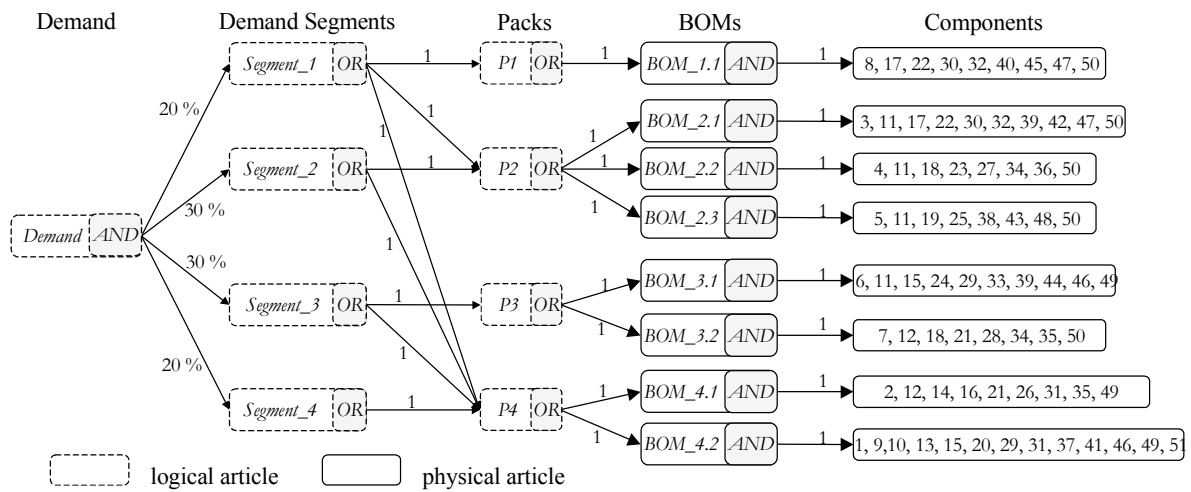 Demand Demand Segments Packs BOMs Components
Segment_1 OR 1 P1 OR 1 BOM_1.1 AND 1 8, 17, 22, 30, 32, 40, 45, 47, 50
20 % 1 1
BOM_2.1 AND 1 3, 11, 17, 22, 30, 32, 39, 42, 47, 50
1
Segment_2 OR 1 P2 OR 1 BOM_2.2 AND 1 4, 11, 18, 23, 27, 34, 36, 50
30 % 1 BOM_2.3 AND 1 5, 11, 19, 25, 38, 43, 48, 50
Demand AND 1
30 % 1 BOM_3.1 AND 1 6, 11, 15, 24, 29, 33, 39, 44, 46, 49
Segment_3 OR 1 P3 OR
1 1 BOM_3.2 AND 1 7, 12, 18, 21, 28, 34, 35, 50
20 %
1 BOM_4.1 AND 1 2, 12, 14, 16, 21, 26, 31, 35, 49
Segment_4 OR 1 P4 OR
1 BOM_4.2 AND 1 1, 9,10, 13, 15, 20, 29, 31, 37, 41, 46, 49, 51
logical article physical article